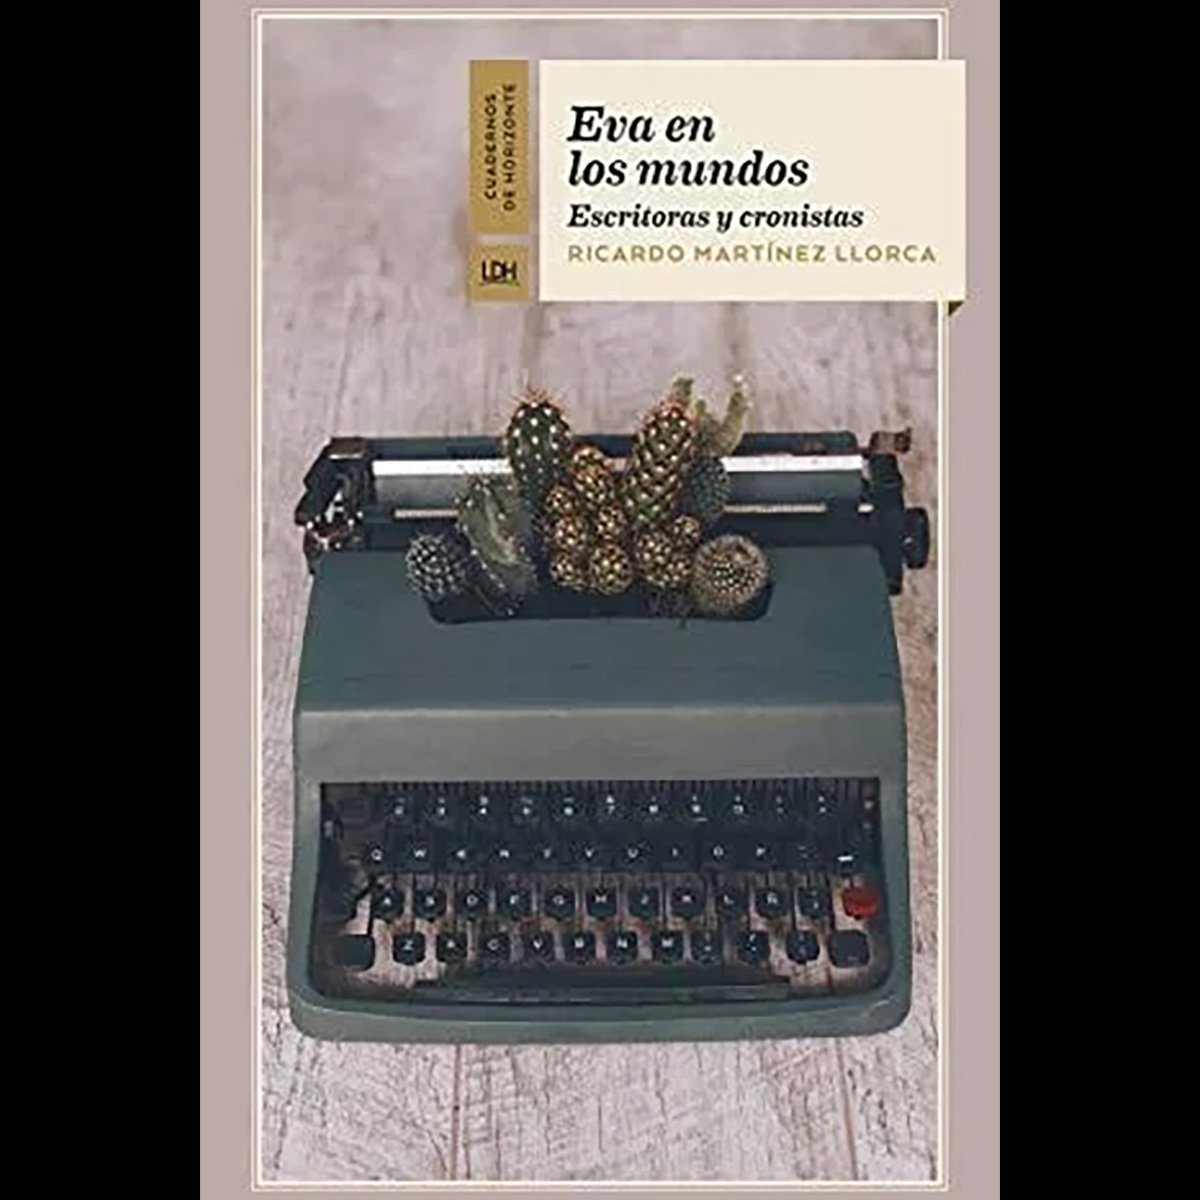 CUADERNOS
DE HORIZONTE
LDH
Eva en
los mundos
Escritoras y cronistas
RICARDO MARTÍNEZ LLORCA